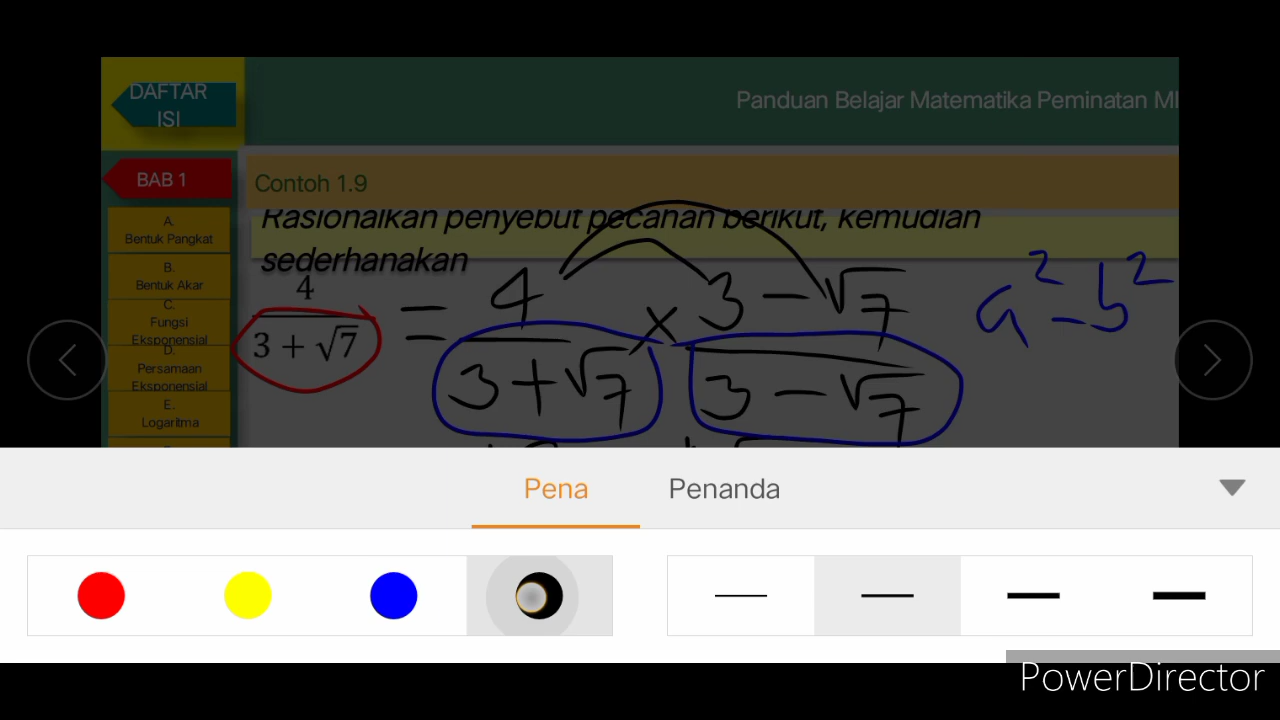 DAFTAR
ISI
Panduan Belajar Matematika Peminatan MI
BAB 1
Contoh 1.9
A.
Bentuk Pangkat
B.
Bentuk Akar
C.
Fungsi
Eksponensial
D.
Persamaan
Eksponensial
E.
Logaritma
Rasionalkan penyebut pecahan berikut, kemudian
sederhanakan
4
3 + √7
= 4 × 3 − √7
3 + √7 3 − √7
a² − b²
Pena Penanda
PowerDirector